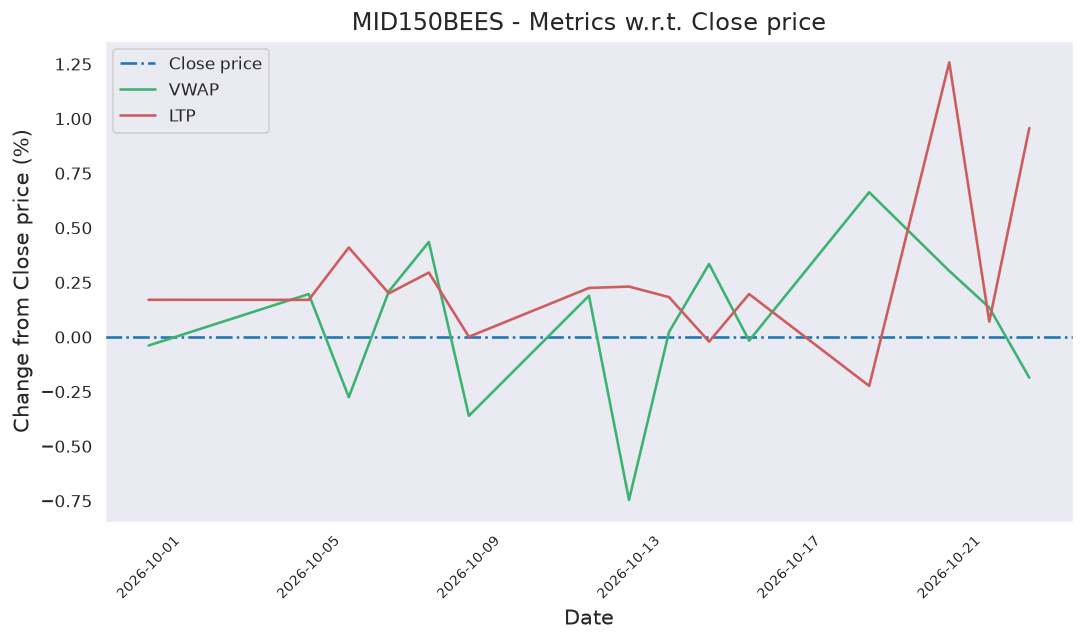 MID150BEES - Metrics w.r.t. Close price
Close price
VWAP
LTP
Change from Close price (%)
1.25
1.00
0.75
0.50
0.25
0.00
−0.25
−0.50
−0.75
2026-10-01
2026-10-05
2026-10-09
2026-10-13
2026-10-17
2026-10-21
Date